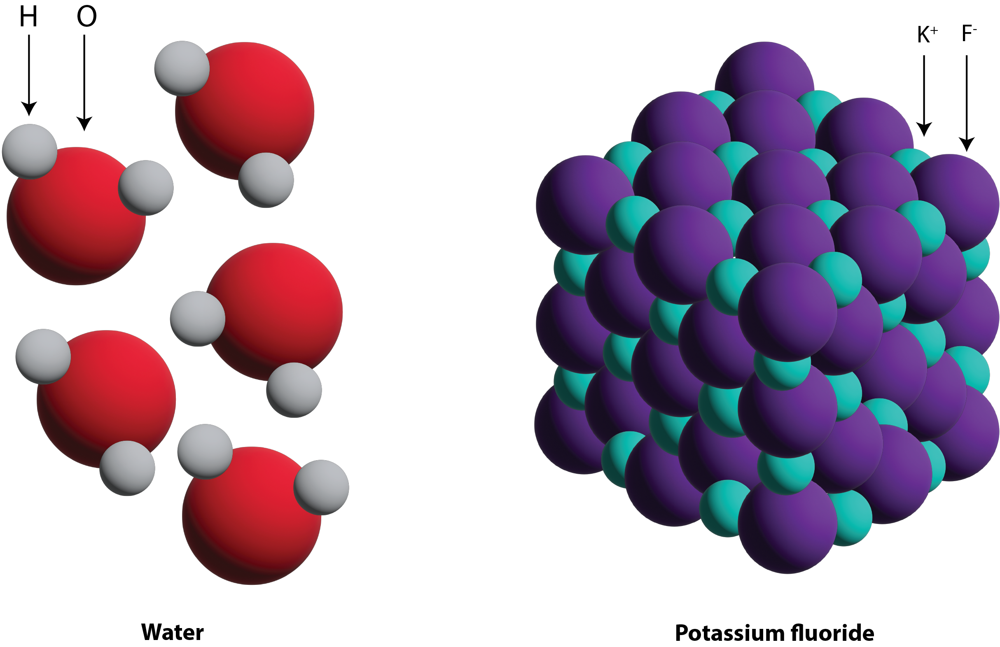 H O
K⁺ F⁻
Water
Potassium fluoride